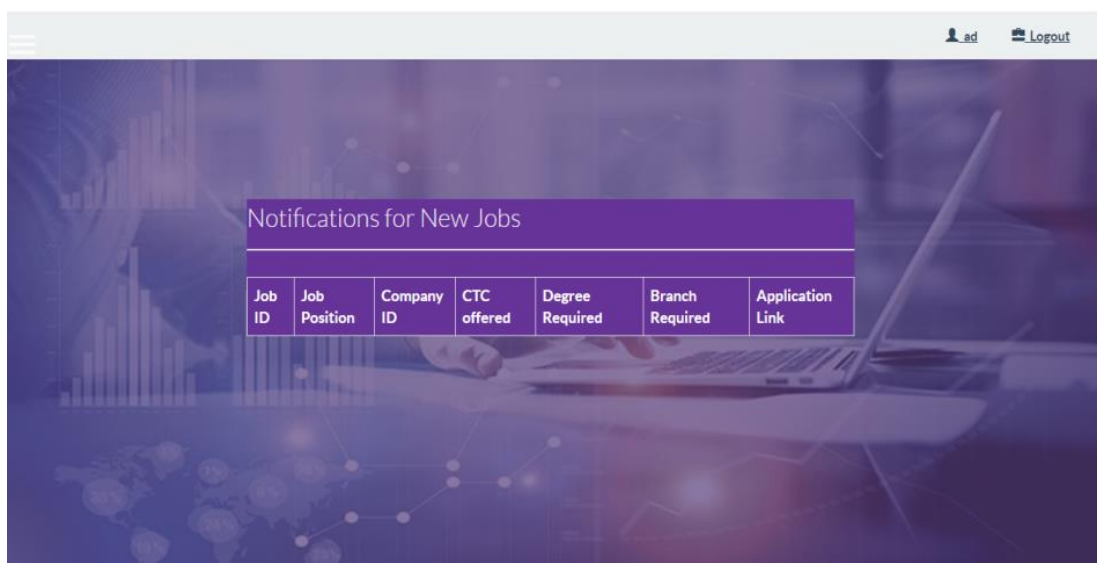 ad Logout
Notifications for New Jobs
Job ID Job Position Company ID CTC offered Degree Required Branch Required Application Link